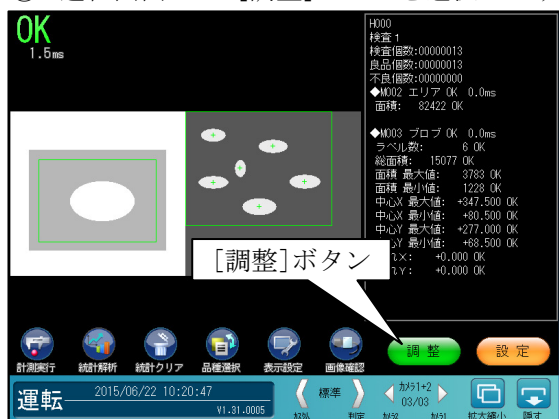 OK
1.5ms
H000
検査 1
検査個数:00000013
良品個数:00000013
不良個数:00000000
◆M002 エリア OK 0.0ms
面積: 82422 OK
◆M003 ブロブ OK 0.0ms
ラベル数: 6 OK
総面積: 15077 OK
面積 最大値: 3783 OK
面積 最小値: 1228 OK
中心X 最大値: +347.500 OK
中心X 最小値: +80.500 OK
中心Y 最大値: +277.000 OK
最小値: +68.500 OK
X: +0.000 OK
Y: +0.000 OK
[調整]ボタン
計測実行 統計解析 統計クリア 品種選択 表示設定 画像確認
調 整 設 定
運転 2015/06/22 10:20:47
V1.31.0005
標準
カメラ1+2
03/03